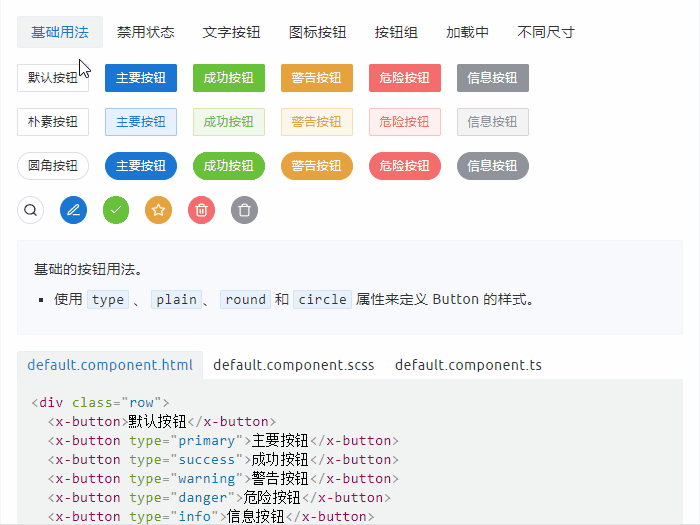 基础用法 禁用状态 文字按钮 图标按钮 按钮组 加载中 不同尺寸
默认按钮 主要按钮 成功按钮 警告按钮 危险按钮 信息按钮
朴素按钮 主要按钮 成功按钮 警告按钮 危险按钮 信息按钮
圆角按钮 主要按钮 成功按钮 警告按钮 危险按钮 信息按钮
基础的按钮用法。
使用 type 、 plain 、 round 和 circle 属性来定义 Button 的样式。
default.component.html default.component.scss default.component.ts
<div class="row">
<x-button>默认按钮</x-button>
<x-button type="primary">主要按钮</x-button>
<x-button type="success">成功按钮</x-button>
<x-button type="warning">警告按钮</x-button>
<x-button type="danger">危险按钮</x-button>
<x-button type="info">信息按钮</x-button>